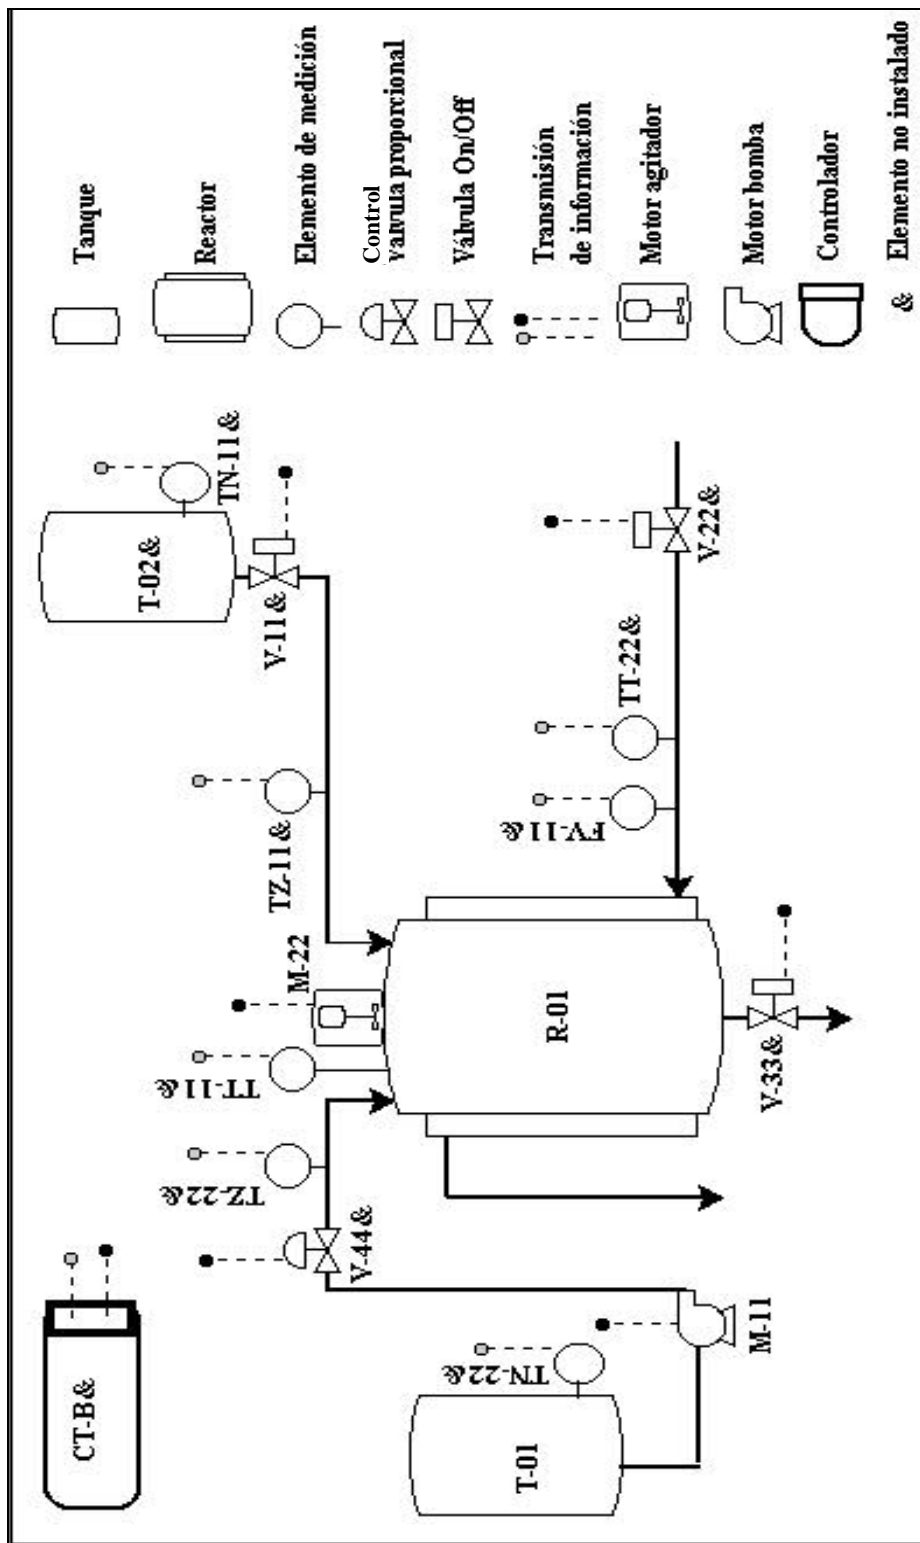 CT-B&
T-01
TN-22&
M-11
V-44&
TZ-22&
TT-11&
M-22
R-01
V-33&
TZ-11&
FV-11&
TT-22&
V-22&
V-11&
T-02&
TN-11&
Tanque
Reactor
Elemento de medición
Control
Valvula proporcional
Válvula On/Off
Transmisión
de información
Motor agitador
Motor bomba
Controlador
& Elemento no instalado